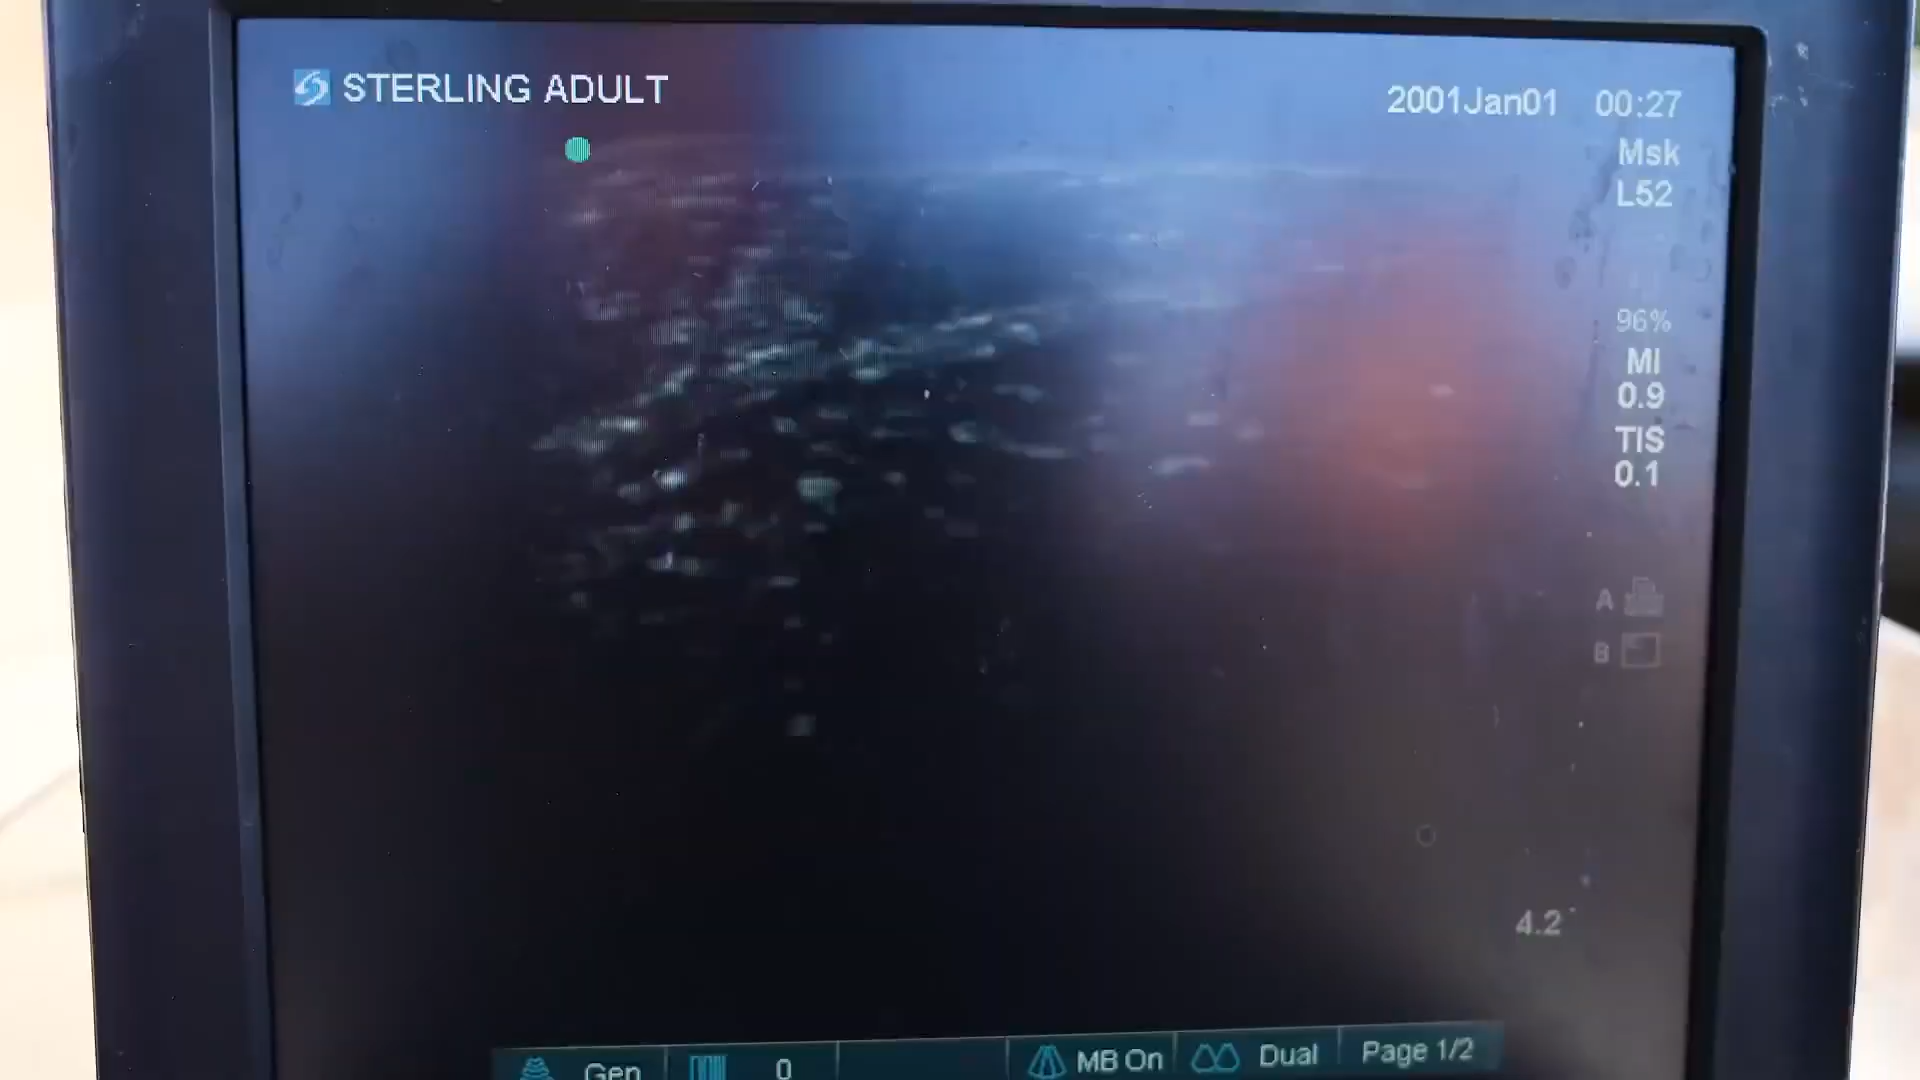 STERLING ADULT
2001Jan01 00:27
Msk
L52
96%
MI
0.9
TIS
0.1
A
B
4.2
Gen 0 MB On Dual Page 1/2